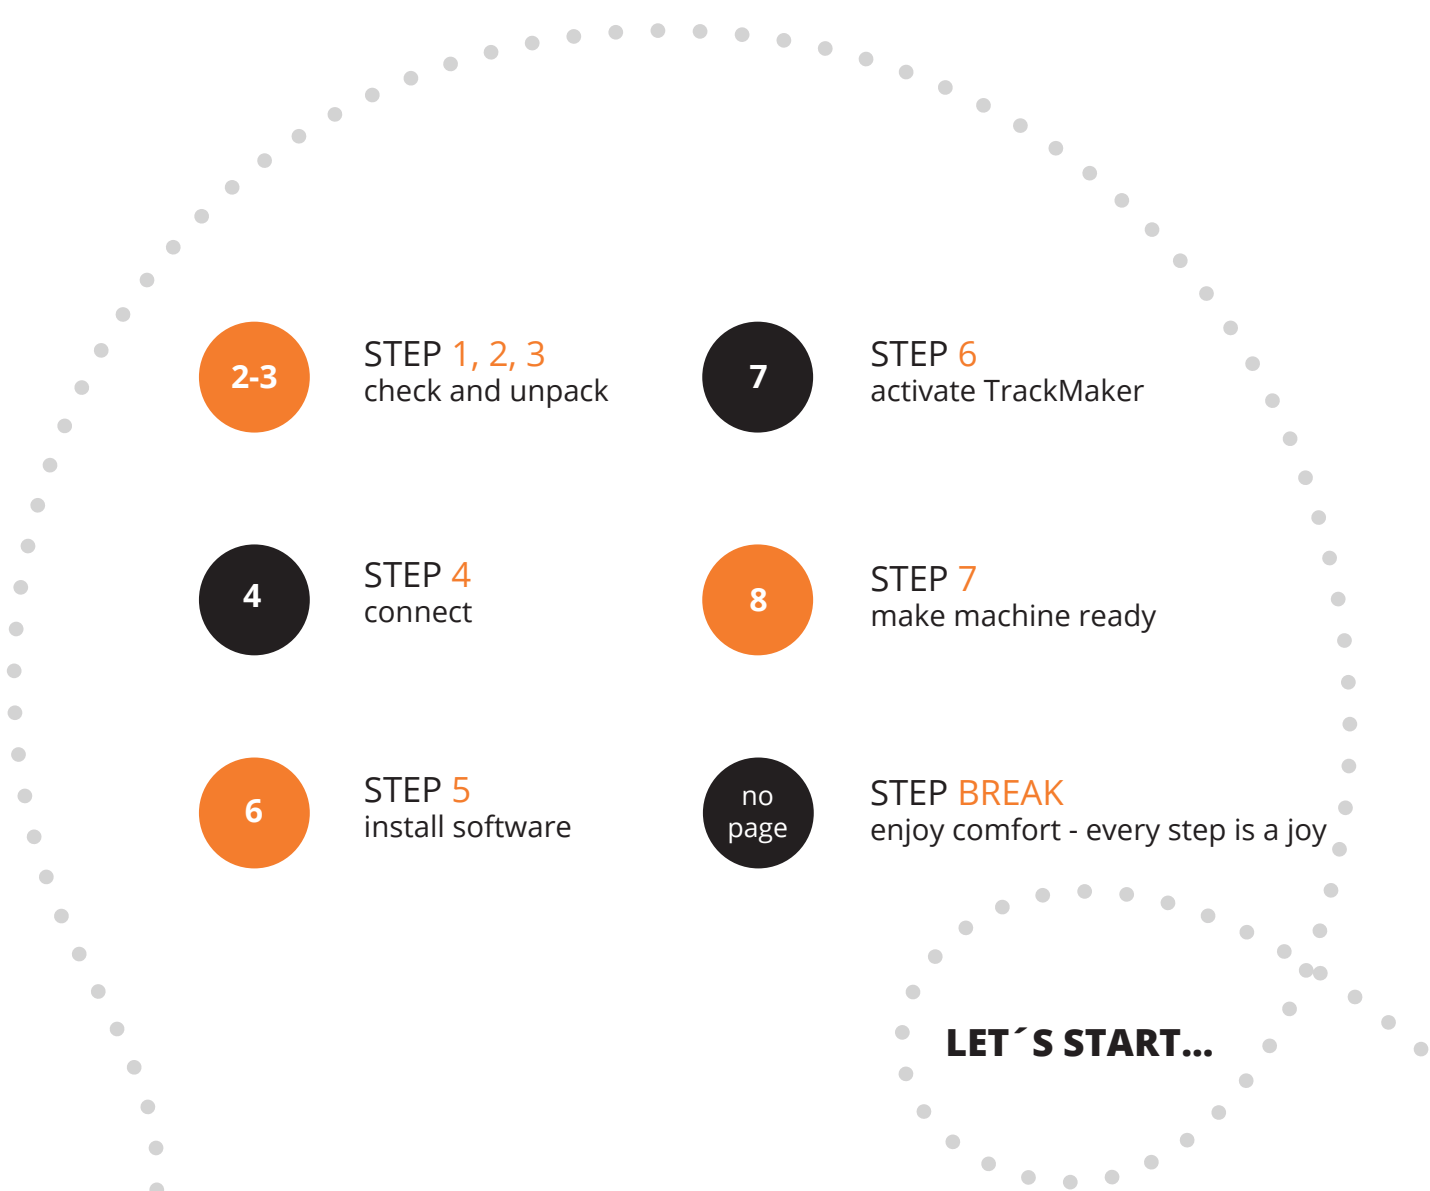 2-3
STEP 1, 2, 3
check and unpack
4
STEP 4
connect
6
STEP 5
install software
7
STEP 6
activate TrackMaker
8
STEP 7
make machine ready
no
page
STEP BREAK
enjoy comfort - every step is a joy
LET´S START...